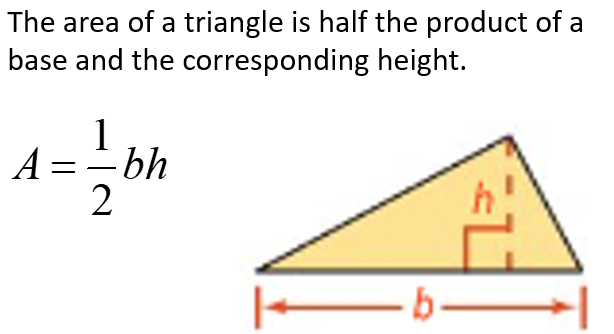 The area of a triangle is half the product of a
base and the corresponding height.
A = 1/2 bh
h
b